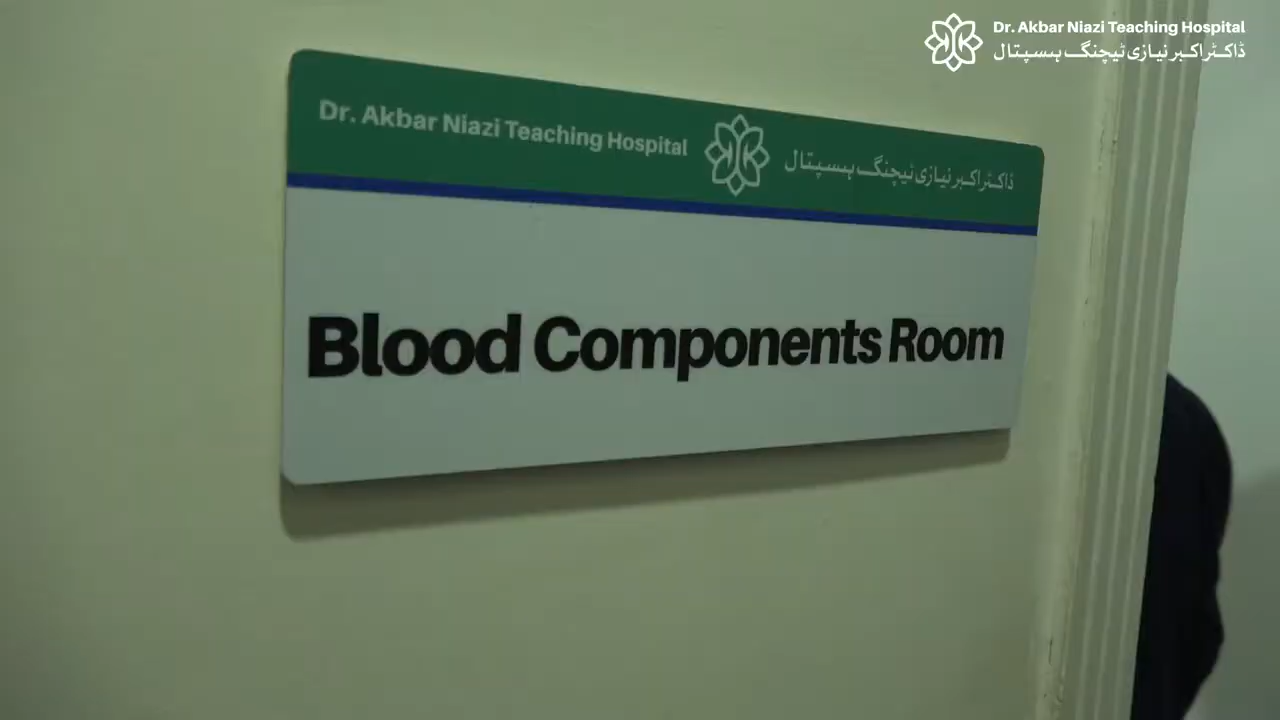 Dr. Akbar Niazi Teaching Hospital
ڈاکٹر اکبر نیازی ٹیچنگ ہسپتال
Dr. Akbar Niazi Teaching Hospital ڈاکٹر اکبر نیازی ٹیچنگ ہسپتال
Blood Components Room